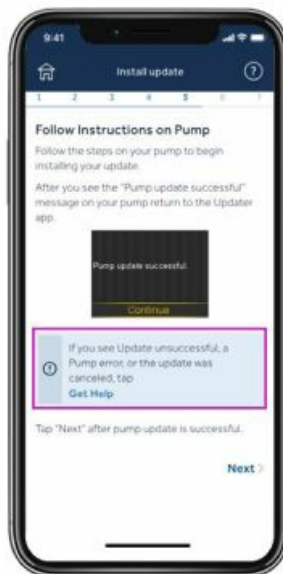 9:41
Install update
?
1 2 3 4 5 6 7
Follow Instructions on Pump
Follow the steps on your pump to begin
installing your update.
After you see the "Pump update successful"
message on your pump return to the Updater
app.
Pump update successful.
Continue
If you see Update unsuccessful, a
Pump error, or the update was
canceled, tap
Get Help
Tap "Next" after pump update is successful.
Next >